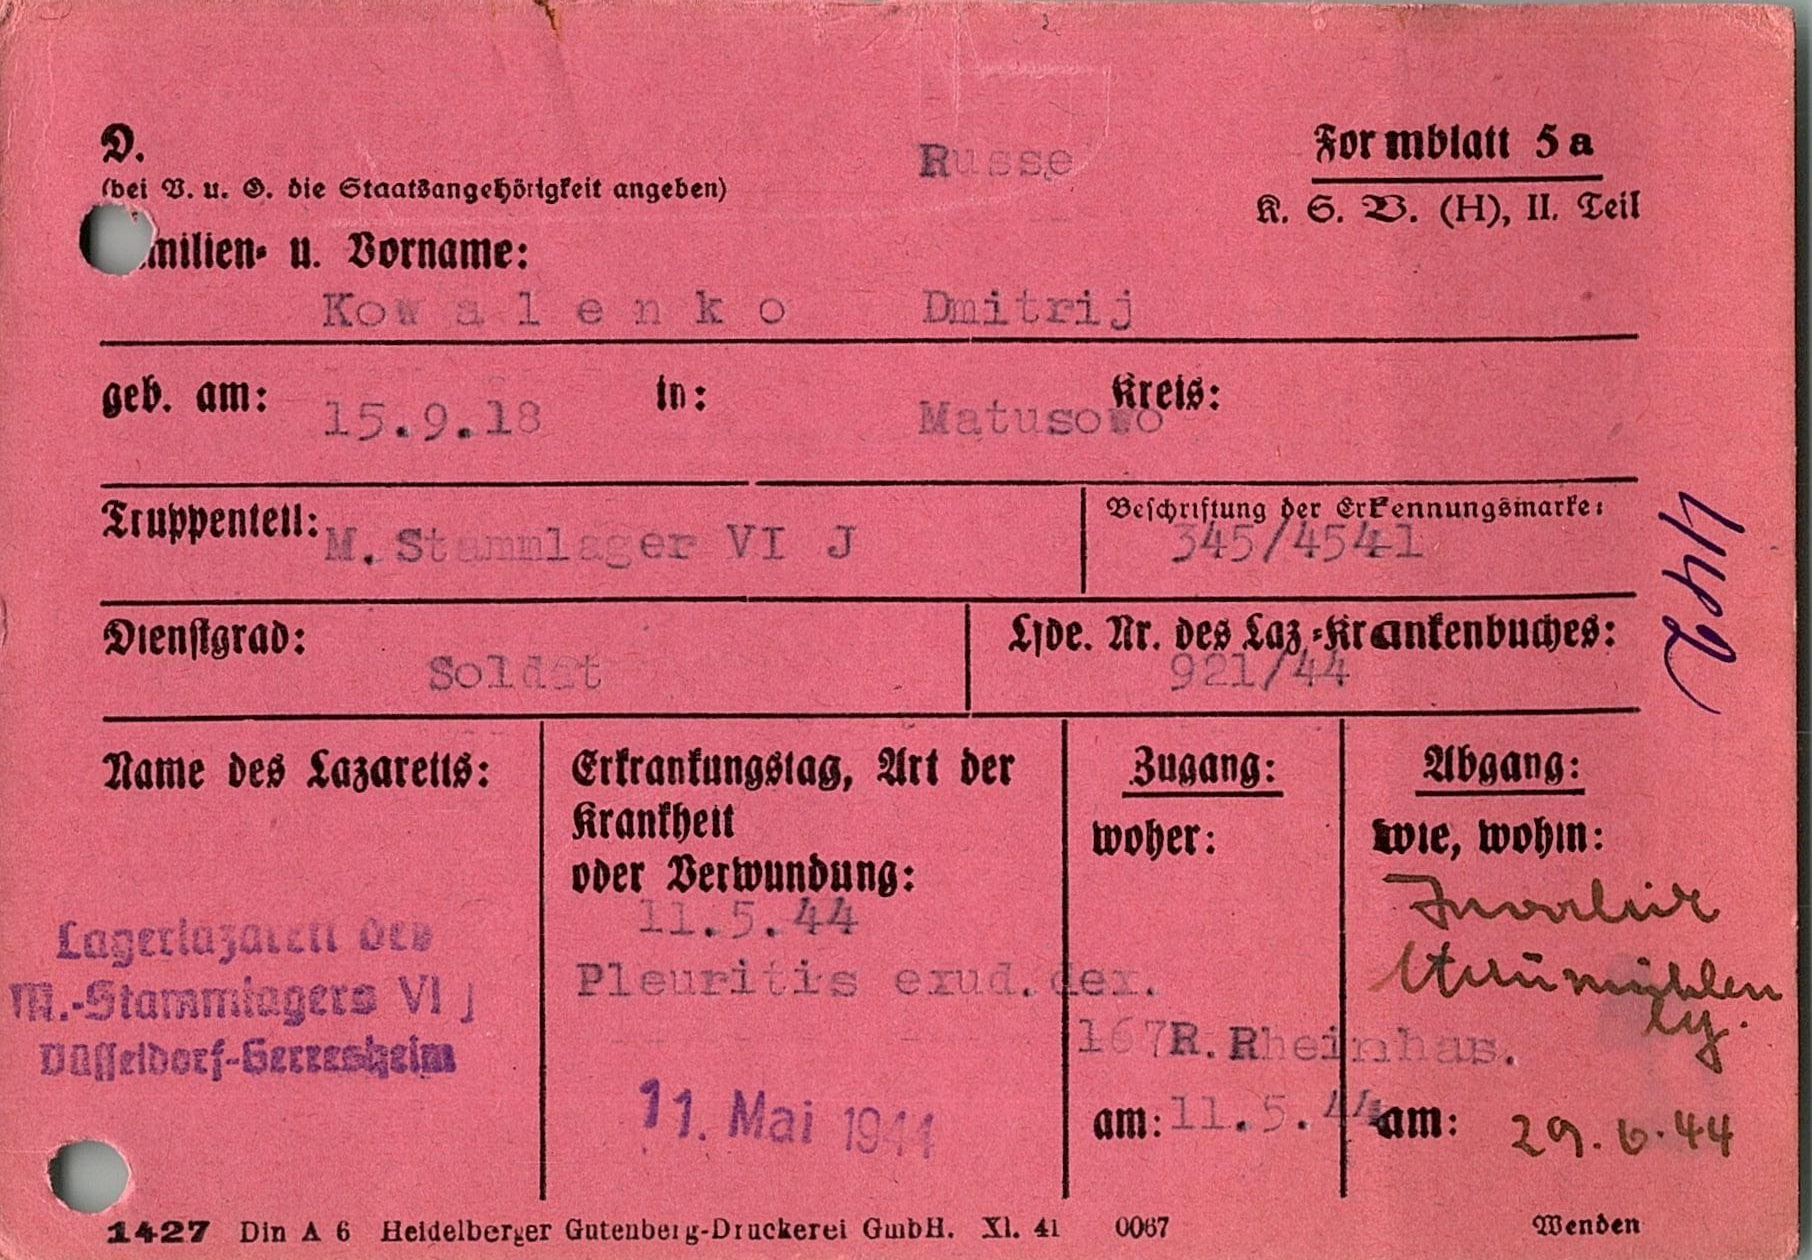 D.
(bei V. u. G. die Staatsangehörigkeit angeben)
Russe
Formblatt 5a
K. S. V. (H), II. Teil
milien- u. Vorname:
Kowalenko Dmitrij
geb. am: 15.9.18 in: Matusowo Kreis:
Truppenteil: M.Stammlager VI J
Beschriftung der Erkennungsmarke:
345/4541
442
Dienstgrad: Soldat
Lfde. Nr. des Laz.-Krankenbuches:
921/44
Name des Lazaretts:
Lagerlazarett des
M.-Stammlagers VI J
Düsseldorf-Gerresheim
Erkrankungstag, Art der
Krankheit
oder Verwundung:
11.5.44
Pleuritis exud.dex.
11. Mai 1944
Zugang:
woher:
167R.Rheinhas.
am: 11.5.44
Abgang:
wie, wohin:
am: 29.6.44
1427 Din A 6 Heidelberger Gutenberg-Druckerei GmbH. XI. 41 0067
Wenden